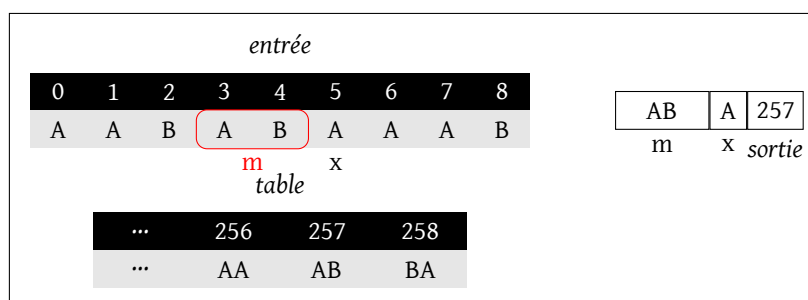 entrée
0 1 2 3 4 5 6 7 8
A A B A B A A A B
m x
AB A 257
m x sortie
table
... 256 257 258
... AA AB BA